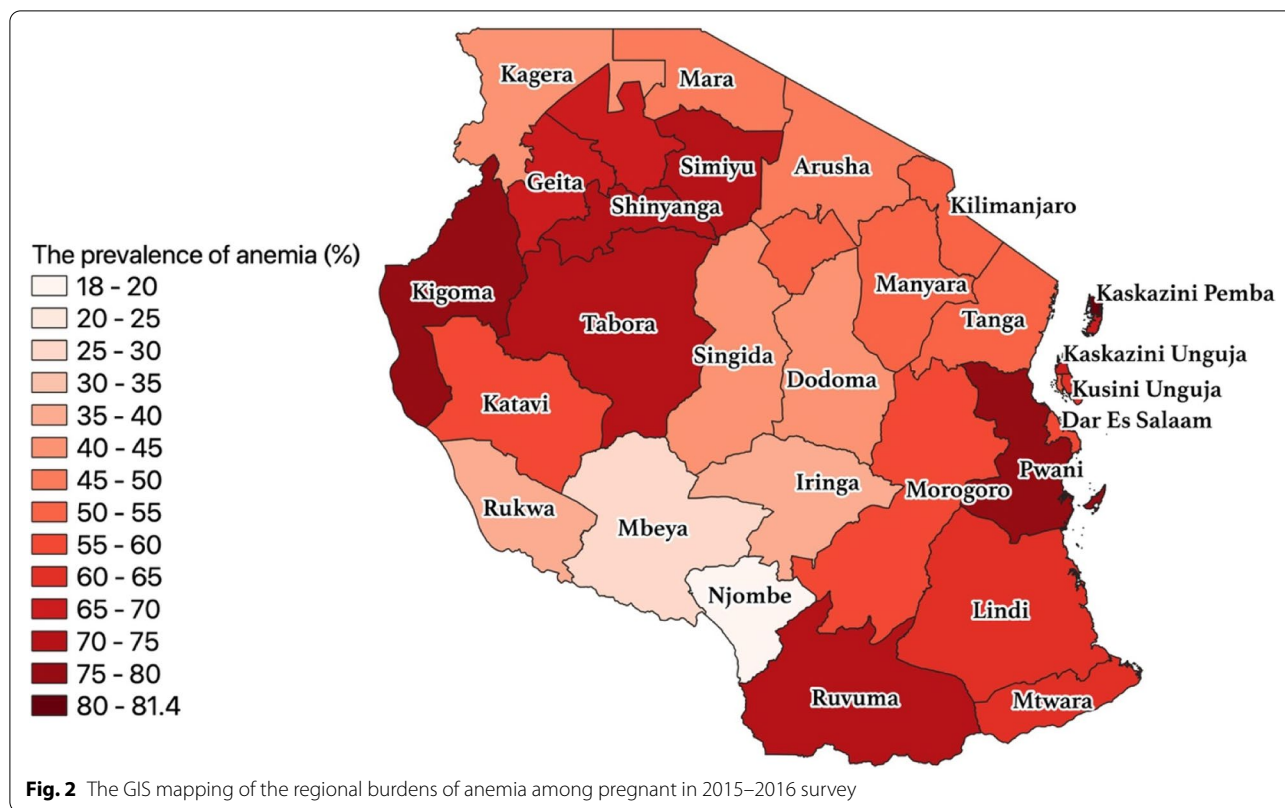 Kagera
Mara
Simiyu
Arusha
Geita
Shinyanga
Kilimanjaro
The prevalence of anemia (%)
18 - 20
20 - 25
25 - 30
30 - 35
35 - 40
40 - 45
45 - 50
50 - 55
55 - 60
60 - 65
65 - 70
70 - 75
75 - 80
80 - 81.4
Kigoma
Tabora
Manyara
Kaskazini Pemba
Tanga
Singida
Kaskazini Unguja
Dodoma
Kusini Unguja
Katavi
Dar Es Salaam
Pwani
Iringa
Morogoro
Rukwa
Mbeya
Njombe
Lindi
Ruvuma
Mtwara
Fig. 2 The GIS mapping of the regional burdens of anemia among pregnant in 2015–2016 survey